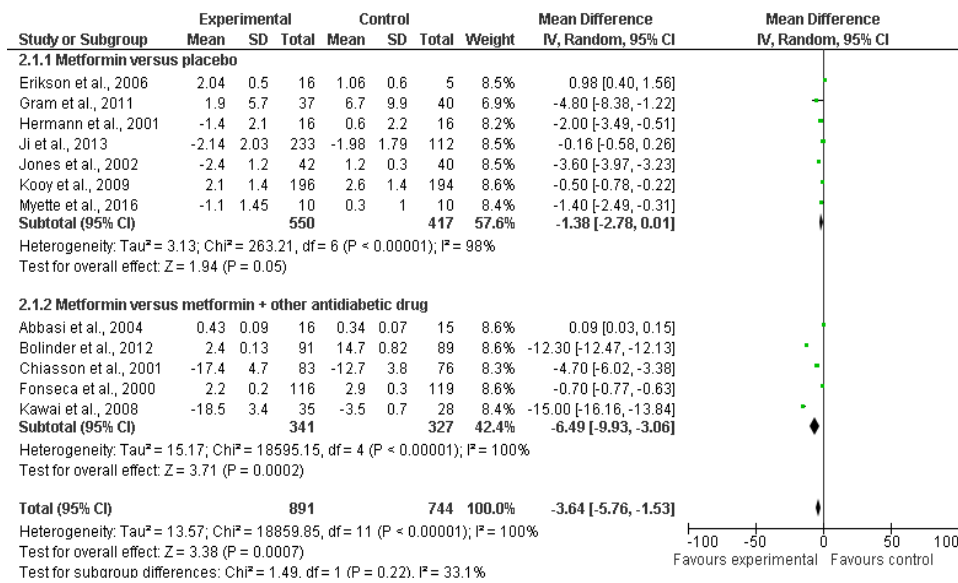 Experimental Control Mean Difference Mean Difference
Study or Subgroup Mean SD Total Mean SD Total Weight IV, Random, 95% CI IV, Random, 95% CI
2.1.1 Metformin versus placebo
Erikson et al., 2006 2.04 0.5 16 1.06 0.6 5 8.5% 0.98 [0.40, 1.56]
Gram et al., 2011 1.9 5.7 37 6.7 9.9 40 6.9% -4.80 [-8.38, -1.22]
Hermann et al., 2001 -1.4 2.1 16 0.6 2.2 16 8.2% -2.00 [-3.49, -0.51]
Ji et al., 2013 -2.14 2.03 233 -1.98 1.79 112 8.6% -0.16 [-0.58, 0.26]
Jones et al., 2002 -2.4 1.2 42 1.2 0.3 40 8.6% -3.60 [-3.97, -3.23]
Kooy et al., 2009 2.1 1.4 196 2.6 1.4 194 8.6% -0.50 [-0.78, -0.22]
Myette et al., 2016 -1.1 1.45 10 0.3 1 10 8.4% -1.40 [-2.49, -0.31]
Subtotal (95% CI) 550 417 57.6% -1.38 [-2.78, 0.01]
Heterogeneity: Tau² = 3.13; Chi² = 263.21, df = 6 (P < 0.00001); I² = 98%
Test for overall effect: Z = 1.94 (P = 0.05)
2.1.2 Metformin versus metformin + other antidiabetic drug
Abbasi et al., 2004 0.43 0.09 16 0.34 0.07 15 8.6% 0.09 [0.03, 0.15]
Bolinder et al., 2012 2.4 0.13 91 14.7 0.82 89 8.6% -12.30 [-12.47, -12.13]
Chiasson et al., 2001 -17.4 4.7 83 -12.7 3.8 76 8.3% -4.70 [-6.02, -3.38]
Fonseca et al., 2000 2.2 0.2 116 2.9 0.3 119 8.6% -0.70 [-0.77, -0.63]
Kawai et al., 2008 -18.5 3.4 35 -3.5 0.7 28 8.4% -15.00 [-16.16, -13.84]
Subtotal (95% CI) 341 327 42.4% -6.49 [-9.93, -3.06]
Heterogeneity: Tau² = 15.17; Chi² = 18595.15, df = 4 (P < 0.00001); I² = 100%
Test for overall effect: Z = 3.71 (P = 0.0002)
Total (95% CI) 891 744 100.0% -3.64 [-5.76, -1.53]
Heterogeneity: Tau² = 13.57; Chi² = 18859.85, df = 11 (P < 0.00001); I² = 100%
Test for overall effect: Z = 3.38 (P = 0.0007)
Test for subgroup differences: Chi² = 1.49, df = 1 (P = 0.22), I² = 33.1%
-100 -50 0 50 100
Favours experimental Favours control